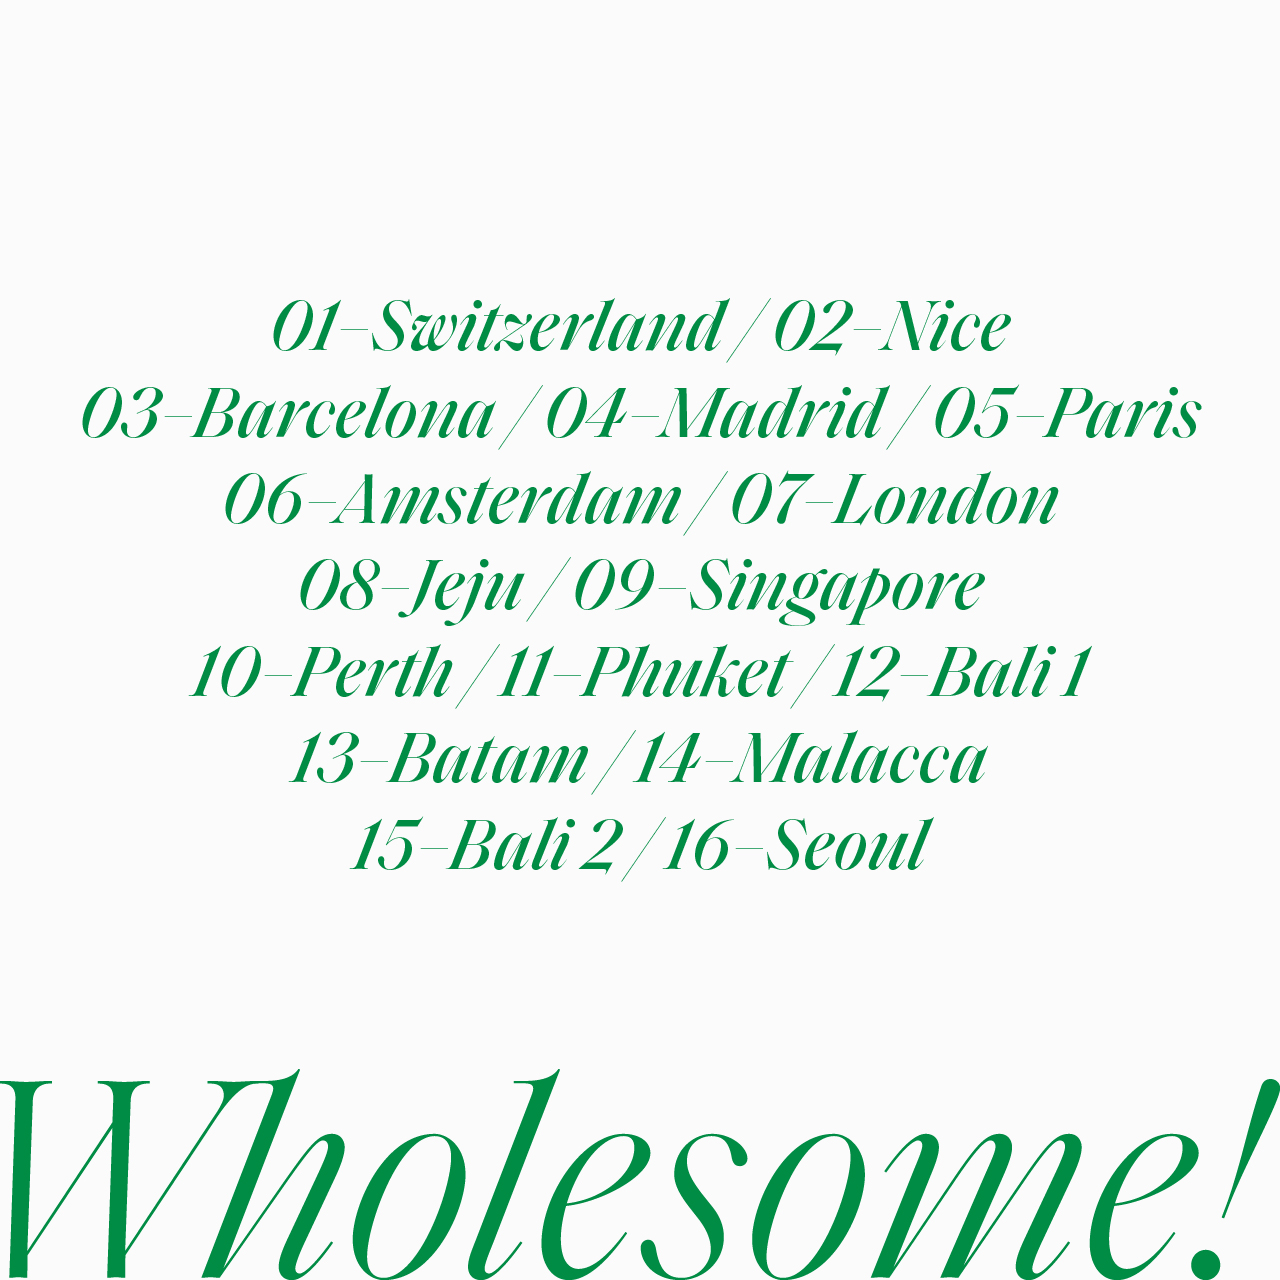 01–Switzerland / 02–Nice
03–Barcelona / 04–Madrid / 05–Paris
06–Amsterdam / 07–London
08–Jeju / 09–Singapore
10–Perth / 11–Phuket / 12–Bali 1
13–Batam / 14–Malacca
15–Bali 2 / 16–Seoul
Wholesome!